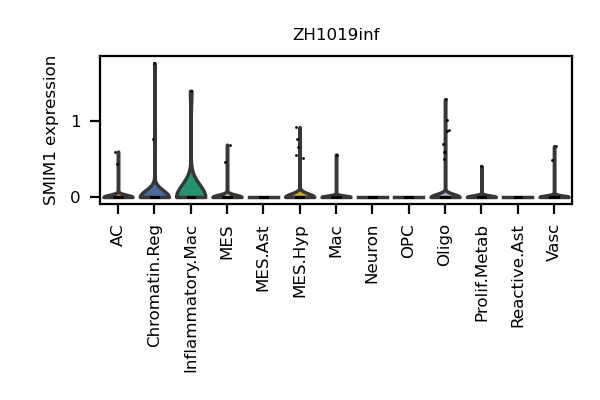 ZH1019inf
SMIM1 expression
1
0
AC
Chromatin.Reg
Inflammatory.Mac
MES
MES.Ast
MES.Hyp
Mac
Neuron
OPC
Oligo
Prolif.Metab
Reactive.Ast
Vasc